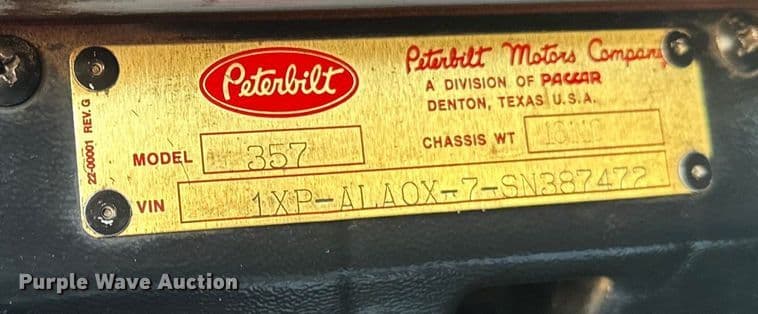 22-00001 REV. G
Peterbilt
Peterbilt Motors Company
A DIVISION OF PACCAR
DENTON, TEXAS U.S.A.
MODEL 357
CHASSIS WT
VIN 1XP-ALA0X-7-SN387472
Purple Wave Auction